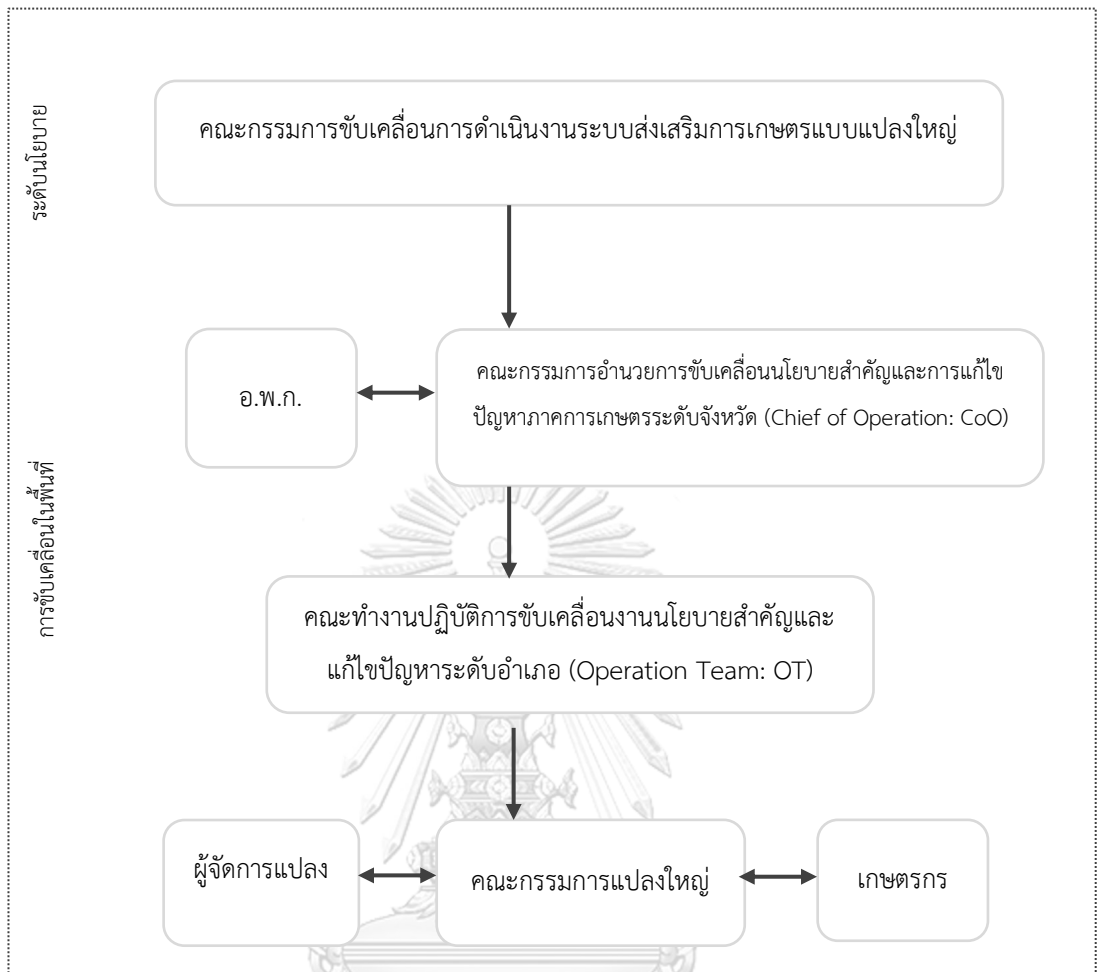 ระดับนโยบาย
คณะกรรมการขับเคลื่อนการดำเนินงานระบบส่งเสริมการเกษตรแบบแปลงใหญ่
อ.พ.ก.
คณะกรรมการอำนวยการขับเคลื่อนนโยบายสำคัญและการแก้ไข
ปัญหาภาคการเกษตรระดับจังหวัด (Chief of Operation: CoO)
การขับเคลื่อนในพื้นที่
คณะทำงานปฏิบัติการขับเคลื่อนงานนโยบายสำคัญและ
แก้ไขปัญหาระดับอำเภอ (Operation Team: OT)
ผู้จัดการแปลง
คณะกรรมการแปลงใหญ่
เกษตรกร